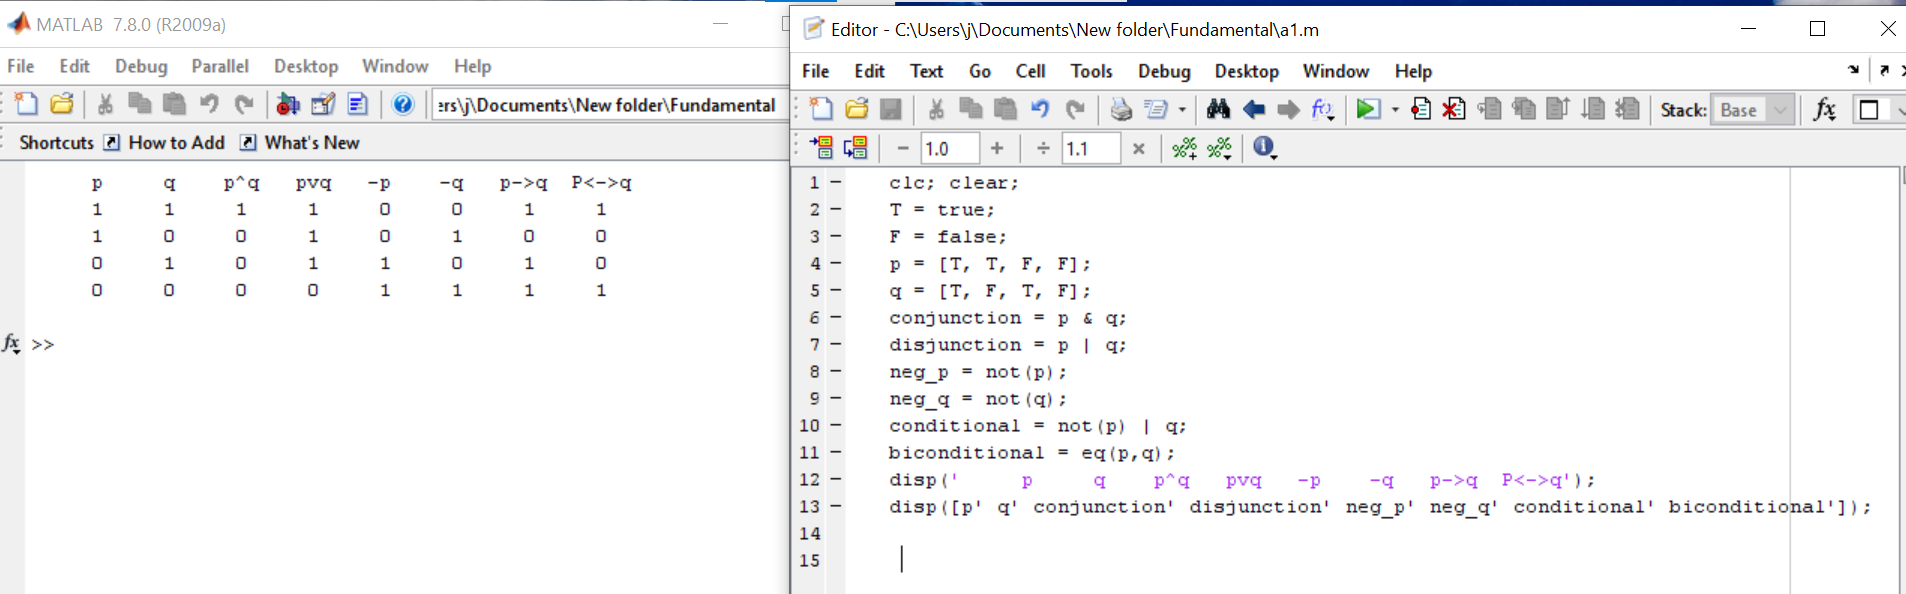 MATLAB 7.8.0 (R2009a)
File Edit Debug Parallel Desktop Window Help
ers\j\Documents\New folder\Fundamental
Shortcuts How to Add What's New
p q p^q pvq -p -q p->q P<->q
1 1 1 1 0 0 1 1
1 0 0 1 0 1 0 0
0 1 0 1 1 0 1 0
0 0 0 0 1 1 1 1
fx >>
Editor - C:\Users\j\Documents\New folder\Fundamental\a1.m
File Edit Text Go Cell Tools Debug Desktop Window Help
Stack: Base fx
− 1.0 + ÷ 1.1 ×
1 − clc; clear;
2 − T = true;
3 − F = false;
4 − p = [T, T, F, F];
5 − q = [T, F, T, F];
6 − conjunction = p & q;
7 − disjunction = p | q;
8 − neg_p = not(p);
9 − neg_q = not(q);
10 − conditional = not(p) | q;
11 − biconditional = eq(p,q);
12 − disp('      p     q    p^q   pvq   -p    -q   p->q  P<->q');
13 − disp([p' q' conjunction' disjunction' neg_p' neg_q' conditional' biconditional']);
14
15